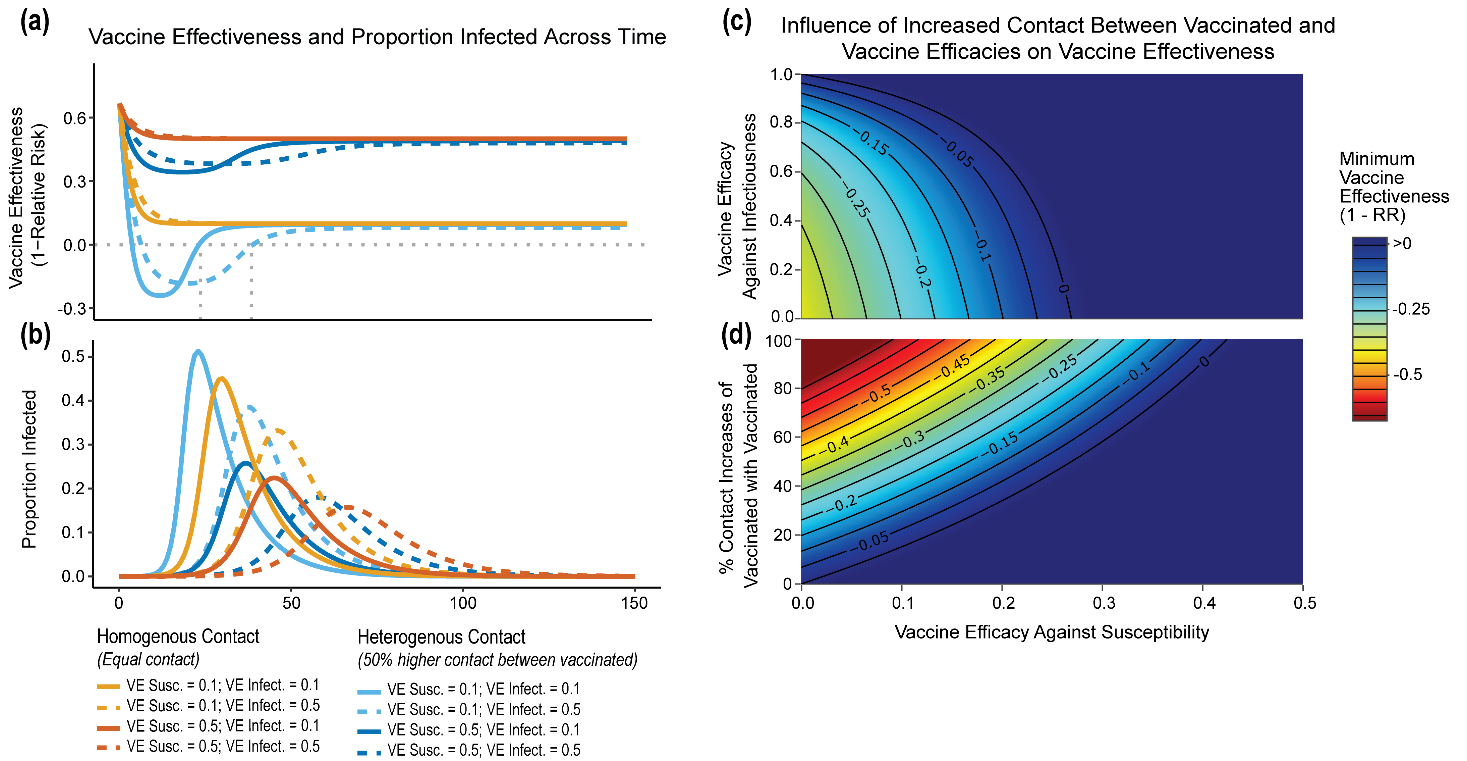 (a)
Vaccine Effectiveness and Proportion Infected Across Time
Vaccine Effectiveness
(1−Relative Risk)
0.6
0.3
0.0
-0.3
(b)
Proportion Infected
0.5
0.4
0.3
0.2
0.1
0.0
0
50
100
150
Homogenous Contact
(Equal contact)
VE Susc. = 0.1; VE Infect. = 0.1
VE Susc. = 0.1; VE Infect. = 0.5
VE Susc. = 0.5; VE Infect. = 0.1
VE Susc. = 0.5; VE Infect. = 0.5
Heterogenous Contact
(50% higher contact between vaccinated)
VE Susc. = 0.1; VE Infect. = 0.1
VE Susc. = 0.1; VE Infect. = 0.5
VE Susc. = 0.5; VE Infect. = 0.1
VE Susc. = 0.5; VE Infect. = 0.5
(c)
Influence of Increased Contact Between Vaccinated and
Vaccine Efficacies on Vaccine Effectiveness
Vaccine Efficacy
Against Infectiousness
1.0
0.8
0.6
0.4
0.2
0.0
−0.15
−0.05
−0.25
−0.1
−0.2
0
(d)
% Contact Increases of
Vaccinated with Vaccinated
100
80
60
40
20
0
−0.45
−0.25
−0.5
−0.35
−0.1
0
−0.4
−0.3
−0.15
−0.2
−0.05
0.0
0.1
0.2
0.3
0.4
0.5
Vaccine Efficacy Against Susceptibility
Minimum
Vaccine
Effectiveness
(1 - RR)
>0
-0.25
-0.5